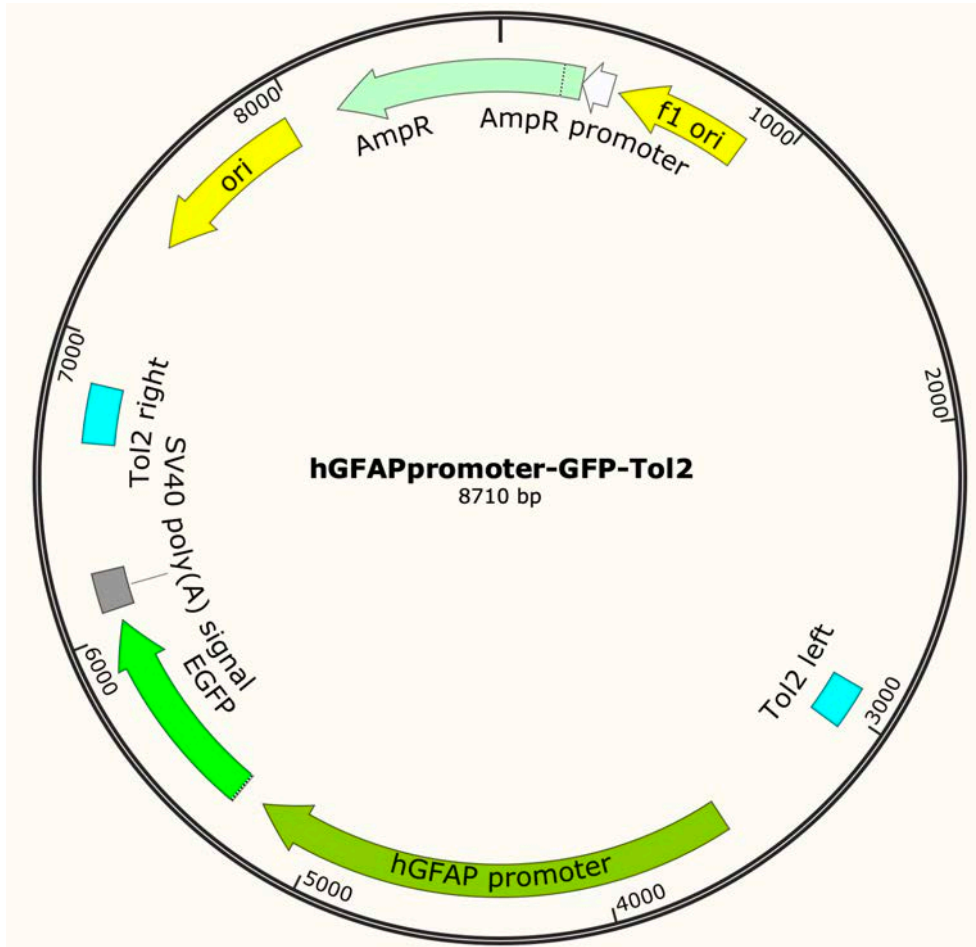 8000
AmpR
AmpR promoter
f1 ori
1000
ori
7000
2000
Tol2 right
hGFAPpromoter-GFP-Tol2
8710 bp
SV40 poly(A) signal
EGFP
6000
Tol2 left
3000
hGFAP promoter
5000
4000